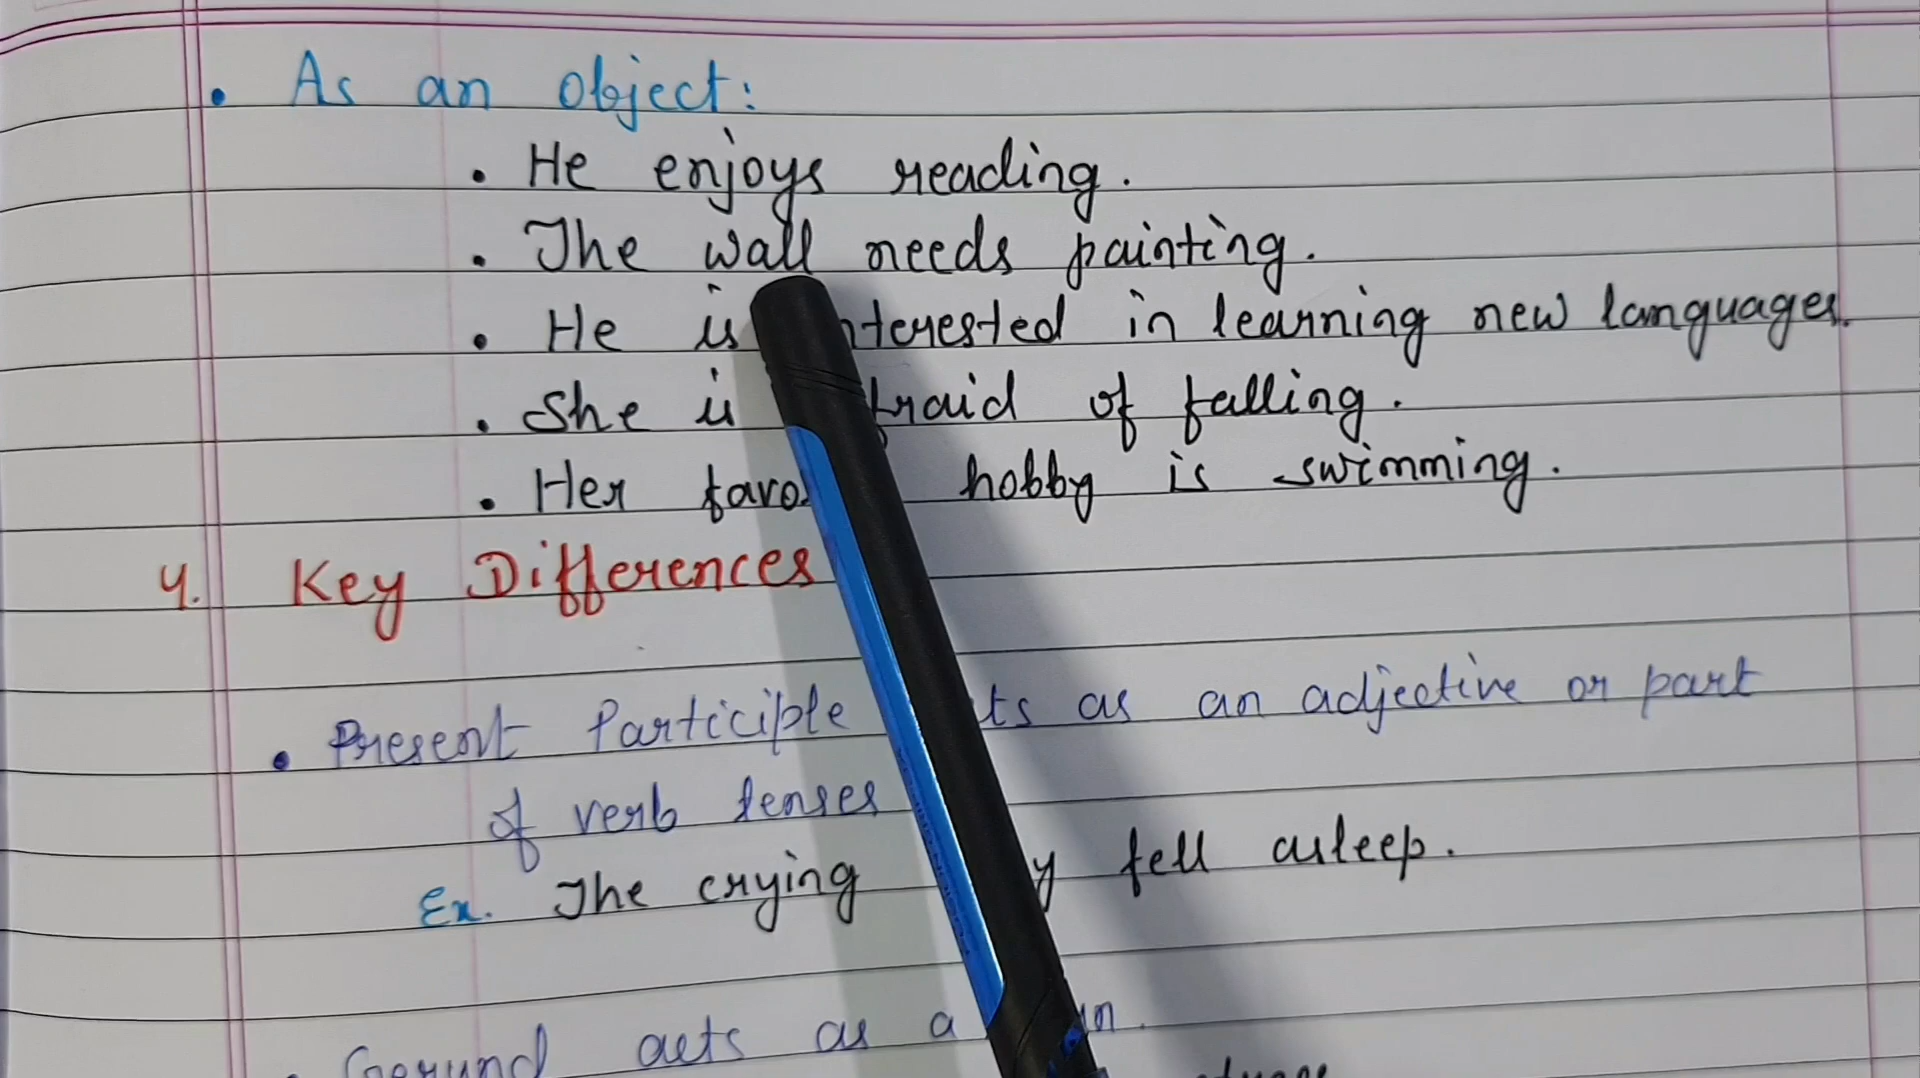 • As an object:
• He enjoys reading.
• The wall needs painting.
• He is nterested in learning new languages.
• She is fraid of falling.
• Her favo hobby is swimming.
4. Key Differences
• Present Participle ts as an adjective or part
of verb tenses
Ex. The crying y fell asleep.
• Gerund acts as a un.